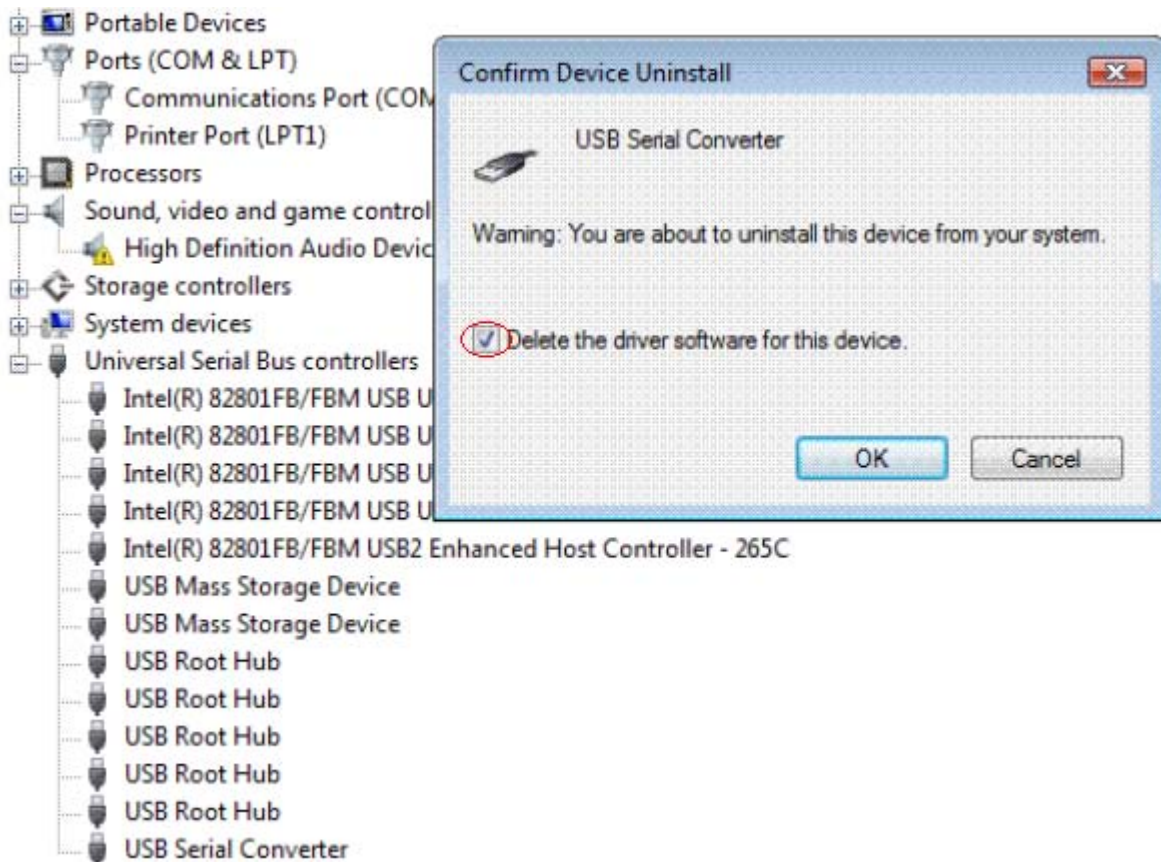 Portable Devices
Ports (COM & LPT)
Communications Port (COM
Printer Port (LPT1)
Processors
Sound, video and game control
High Definition Audio Devic
Storage controllers
System devices
Universal Serial Bus controllers
Intel(R) 82801FB/FBM USB U
Intel(R) 82801FB/FBM USB U
Intel(R) 82801FB/FBM USB U
Intel(R) 82801FB/FBM USB U
Intel(R) 82801FB/FBM USB2 Enhanced Host Controller - 265C
USB Mass Storage Device
USB Mass Storage Device
USB Root Hub
USB Root Hub
USB Root Hub
USB Root Hub
USB Root Hub
USB Serial Converter
Confirm Device Uninstall
USB Serial Converter
Warning: You are about to uninstall this device from your system.
Delete the driver software for this device.
OK Cancel